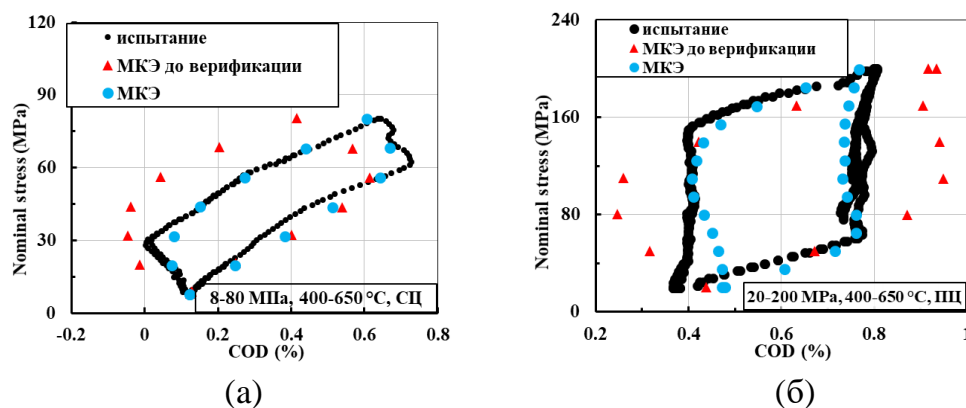 120
90
60
30
0
Nominal stress (MPa)
испытание
МКЭ до верификации
МКЭ
8-80 МПа, 400-650 °С, СЦ
-0.2
0
0.2
0.4
0.6
0.8
COD (%)
(а)
240
160
80
0
Nominal stress (MPa)
испытание
МКЭ до верификации
МКЭ
20-200 MPa, 400-650 °С, ПЦ
0.2
0.4
0.6
0.8
1
COD (%)
(б)